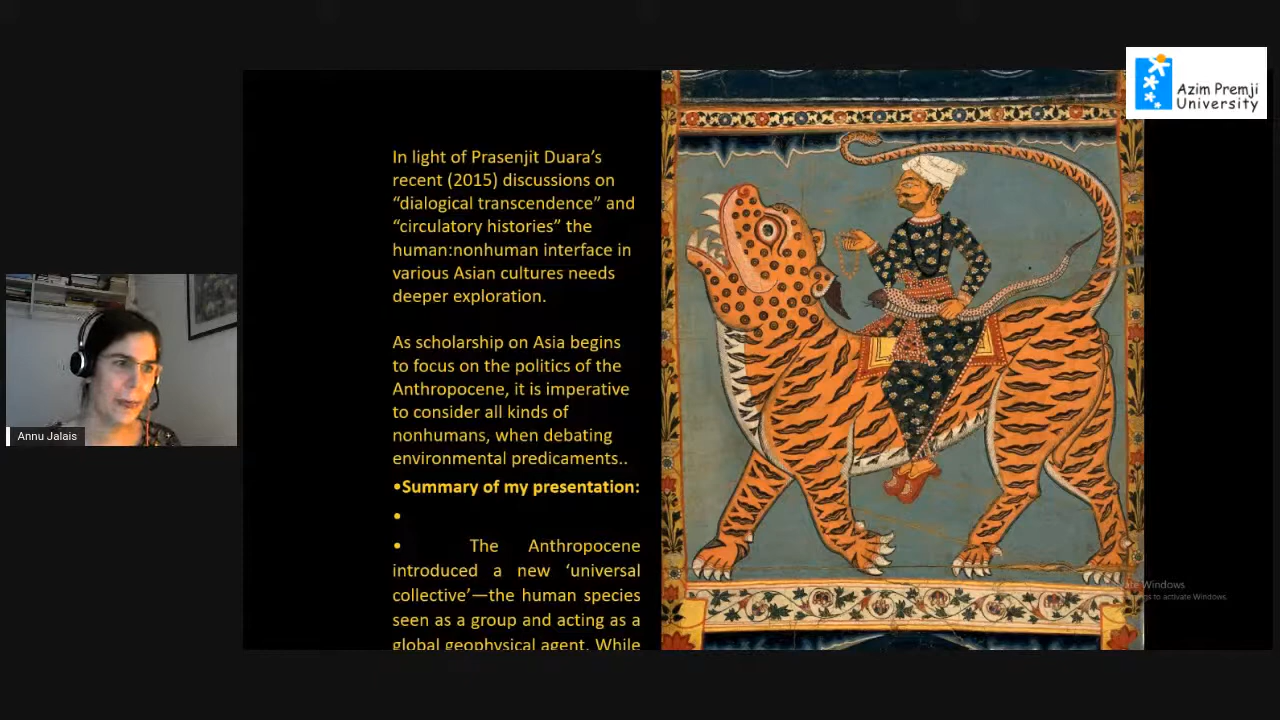 Azim Premji
University
In light of Prasenjit Duara's
recent (2015) discussions on
“dialogical transcendence” and
“circulatory histories” the
human:nonhuman interface in
various Asian cultures needs
deeper exploration.
As scholarship on Asia begins
to focus on the politics of the
Anthropocene, it is imperative
to consider all kinds of
nonhumans, when debating
environmental predicaments..
•Summary of my presentation:
•
• The Anthropocene
introduced a new ‘universal
collective’—the human species
seen as a group and acting as a
global geophysical agent. While
Annu Jalais
Windows
to activate Windows.